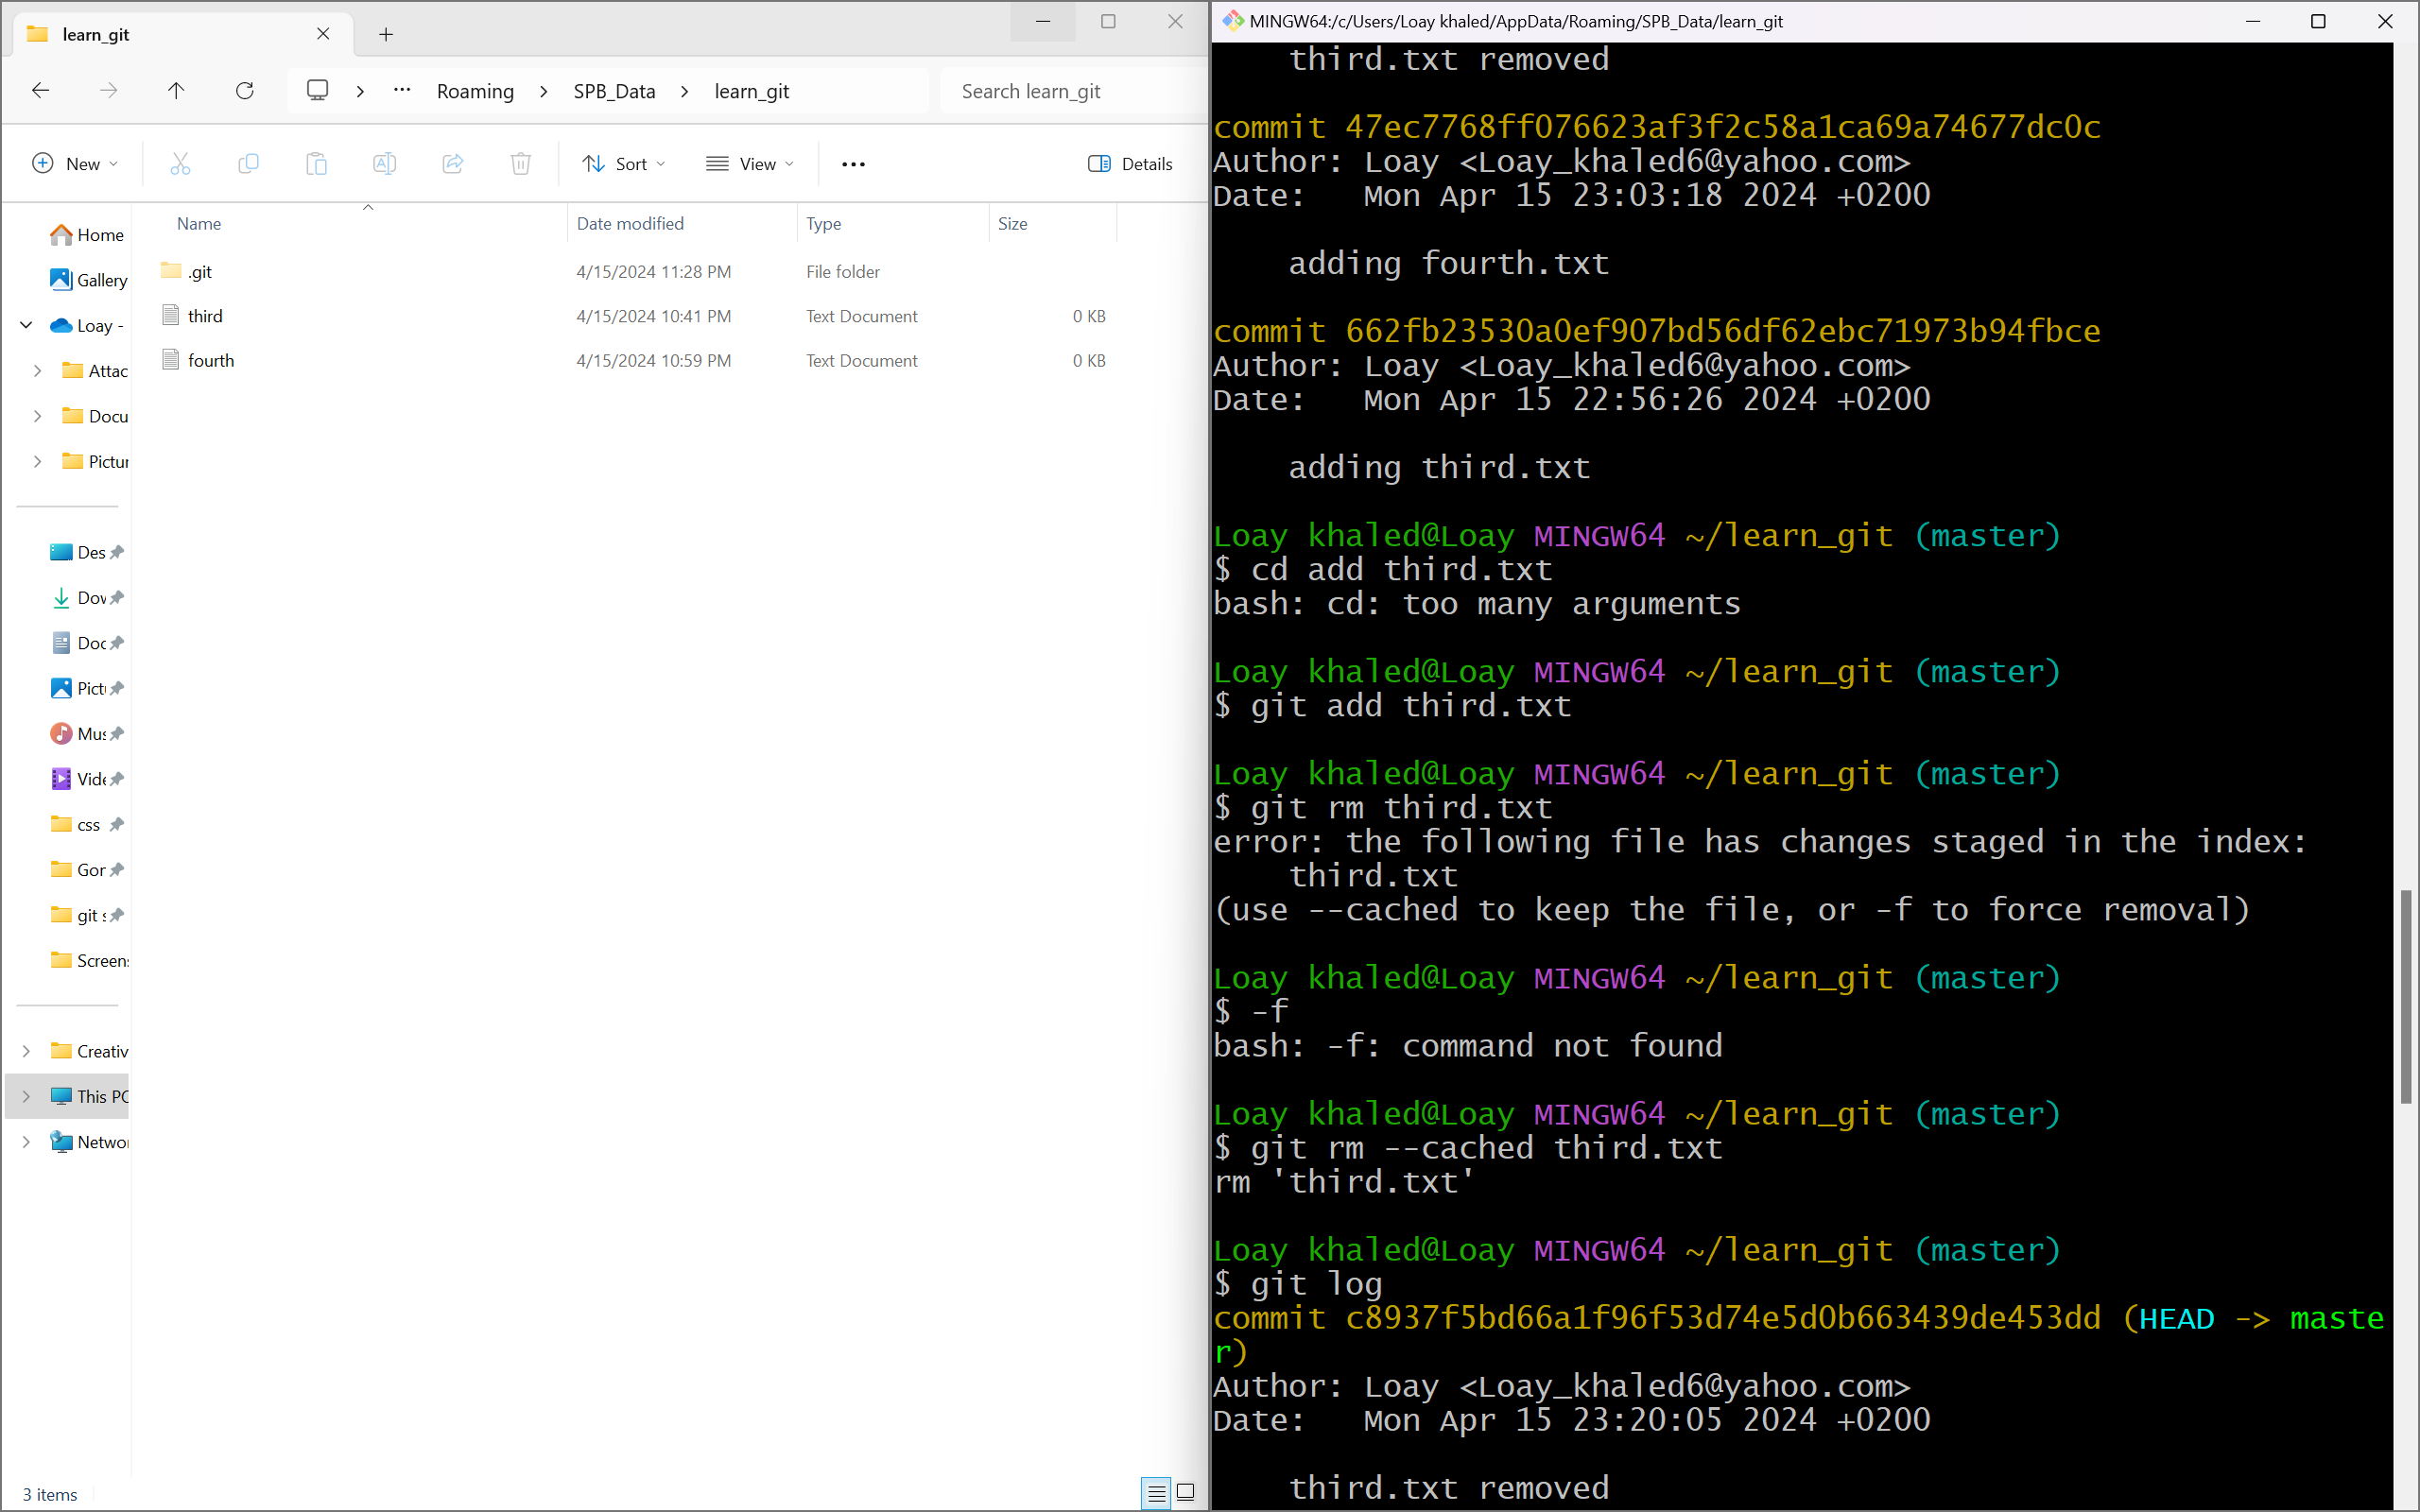 learn_git
Roaming > SPB_Data > learn_git
Search learn_git
New
Sort
View
Details
Name
Date modified
Type
Size
.git 4/15/2024 11:28 PM File folder
third 4/15/2024 10:41 PM Text Document 0 KB
fourth 4/15/2024 10:59 PM Text Document 0 KB
Home
Gallery
Loay -
Attac
Docu
Pictur
Des
Dov
Doc
Pict
Mus
Vide
css
Gor
git s
Screens
Creativ
This PC
Networ
3 items
MINGW64:/c/Users/Loay khaled/AppData/Roaming/SPB_Data/learn_git
third.txt removed
commit 47ec7768ff076623af3f2c58a1ca69a74677dc0c
Author: Loay <Loay_khaled6@yahoo.com>
Date:   Mon Apr 15 23:03:18 2024 +0200
adding fourth.txt
commit 662fb23530a0ef907bd56df62ebc71973b94fbce
Author: Loay <Loay_khaled6@yahoo.com>
Date:   Mon Apr 15 22:56:26 2024 +0200
adding third.txt
Loay khaled@Loay MINGW64 ~/learn_git (master)
$ cd add third.txt
bash: cd: too many arguments
Loay khaled@Loay MINGW64 ~/learn_git (master)
$ git add third.txt
Loay khaled@Loay MINGW64 ~/learn_git (master)
$ git rm third.txt
error: the following file has changes staged in the index:
third.txt
(use --cached to keep the file, or -f to force removal)
Loay khaled@Loay MINGW64 ~/learn_git (master)
$ -f
bash: -f: command not found
Loay khaled@Loay MINGW64 ~/learn_git (master)
$ git rm --cached third.txt
rm 'third.txt'
Loay khaled@Loay MINGW64 ~/learn_git (master)
$ git log
commit c8937f5bd66a1f96f53d74e5d0b663439de453dd (HEAD -> maste
r)
Author: Loay <Loay_khaled6@yahoo.com>
Date:   Mon Apr 15 23:20:05 2024 +0200
third.txt removed